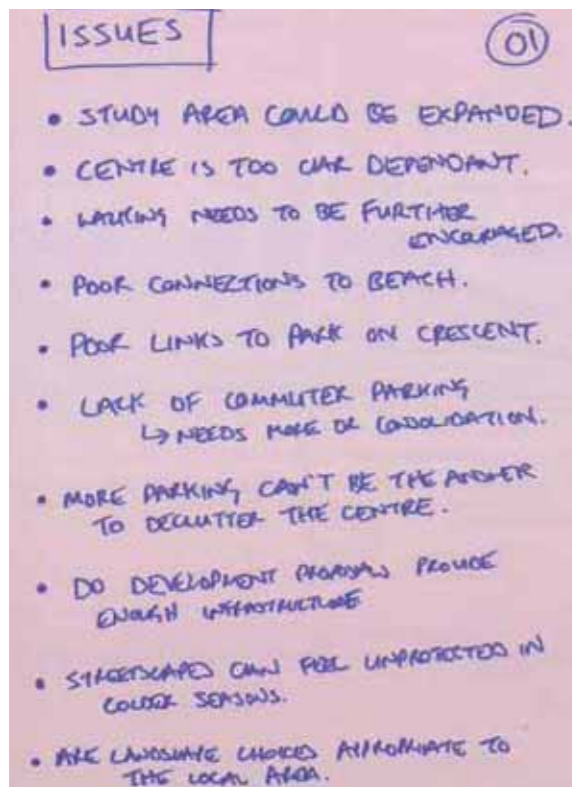 ISSUES
01
• STUDY AREA COULD BE EXPANDED.
• CENTRE IS TOO CAR DEPENDANT.
• WALKING NEEDS TO BE FURTHER
ENCOURAGED.
• POOR CONNECTIONS TO BEACH.
• POOR LINKS TO PARK ON CRESCENT.
• LACK OF COMMUTER PARKING
↳ NEEDS MORE OR CONSOLIDATION.
• MORE PARKING CAN'T BE THE ANSWER
TO DECLUTTER THE CENTRE.
• DO DEVELOPMENT PROPOSALS PROVIDE
ENOUGH INFRASTRUCTURE
• STREETSCAPES CAN FEEL UNPROTECTED IN
COLDER SEASONS.
• ARE LANDSCAPE CHOICES APPROPRIATE TO
THE LOCAL AREA.